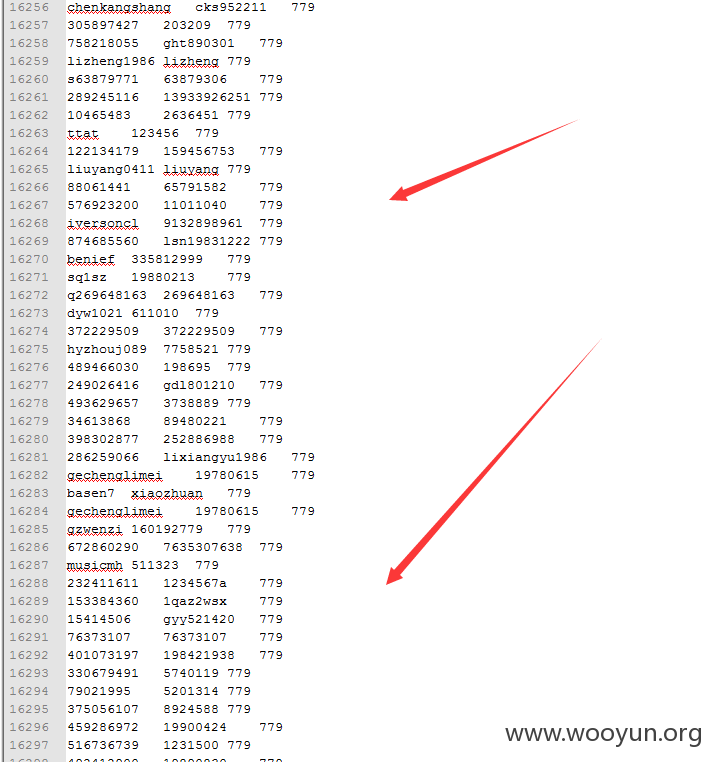 16256 chenkangshang cks952211 779
16257 305897427 203209 779
16258 758218055 ght890301 779
16259 lizheng1986 lizheng 779
16260 s63879771 63879306 779
16261 289245116 13933926251 779
16262 10465483 2636451 779
16263 ttat 123456 779
16264 122134179 159456753 779
16265 liuyang0411 liuyang 779
16266 88061441 65791582 779
16267 576923200 11011040 779
16268 iversoncl 9132898961 779
16269 874685560 lsn19831222 779
16270 benief 335812999 779
16271 sq1sz 19880213 779
16272 q269648163 269648163 779
16273 dyw1021 611010 779
16274 372229509 372229509 779
16275 hyzhouj089 7758521 779
16276 489466030 198695 779
16277 249026416 gdl801210 779
16278 493629657 3738889 779
16279 34613868 89480221 779
16280 398302877 252886988 779
16281 286259066 lixiangyu1986 779
16282 gechenglimei 19780615 779
16283 basen7 xiaozhuan 779
16284 gechenglimei 19780615 779
16285 gzwenzi 160192779 779
16286 672860290 7635307638 779
16287 musicmh 511323 779
16288 232411611 1234567a 779
16289 153384360 1qaz2wsx 779
16290 15414506 gyy521420 779
16291 76373107 76373107 779
16292 401073197 198421938 779
16293 330679491 5740119 779
16294 79021995 5201314 779
16295 375056107 8924588 779
16296 459286972 19900424 779
16297 516736739 1231500 779
www.wooyun.org